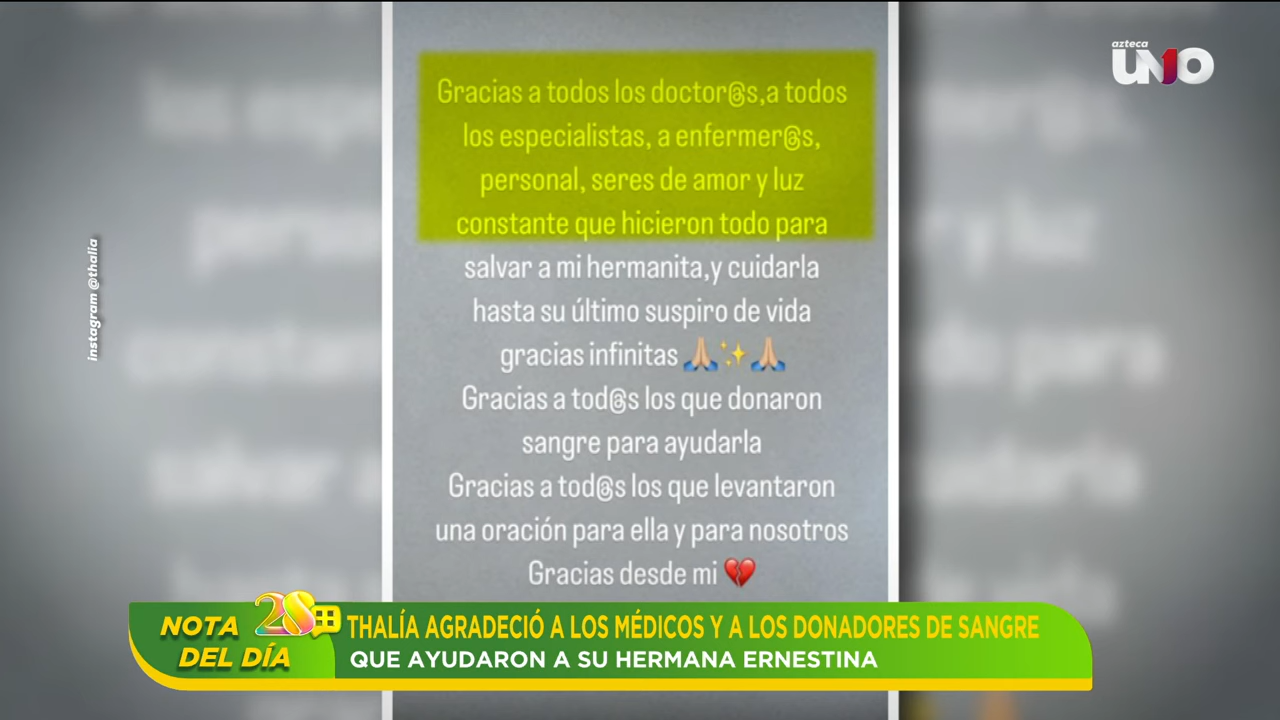 azteca
UN1O
Gracias a todos los doctor@s,a todos
los especialistas, a enfermer@s,
personal, seres de amor y luz
constante que hicieron todo para
salvar a mi hermanita,y cuidarla
hasta su último suspiro de vida
gracias infinitas 🙏🏼✨🙏🏼
Gracias a tod@s los que donaron
sangre para ayudarla
Gracias a tod@s los que levantaron
una oración para ella y para nosotros
Gracias desde mi 💔
instagram @thalia
NOTA
DEL DÍA
THALÍA AGRADECIÓ A LOS MÉDICOS Y A LOS DONADORES DE SANGRE
QUE AYUDARON A SU HERMANA ERNESTINA